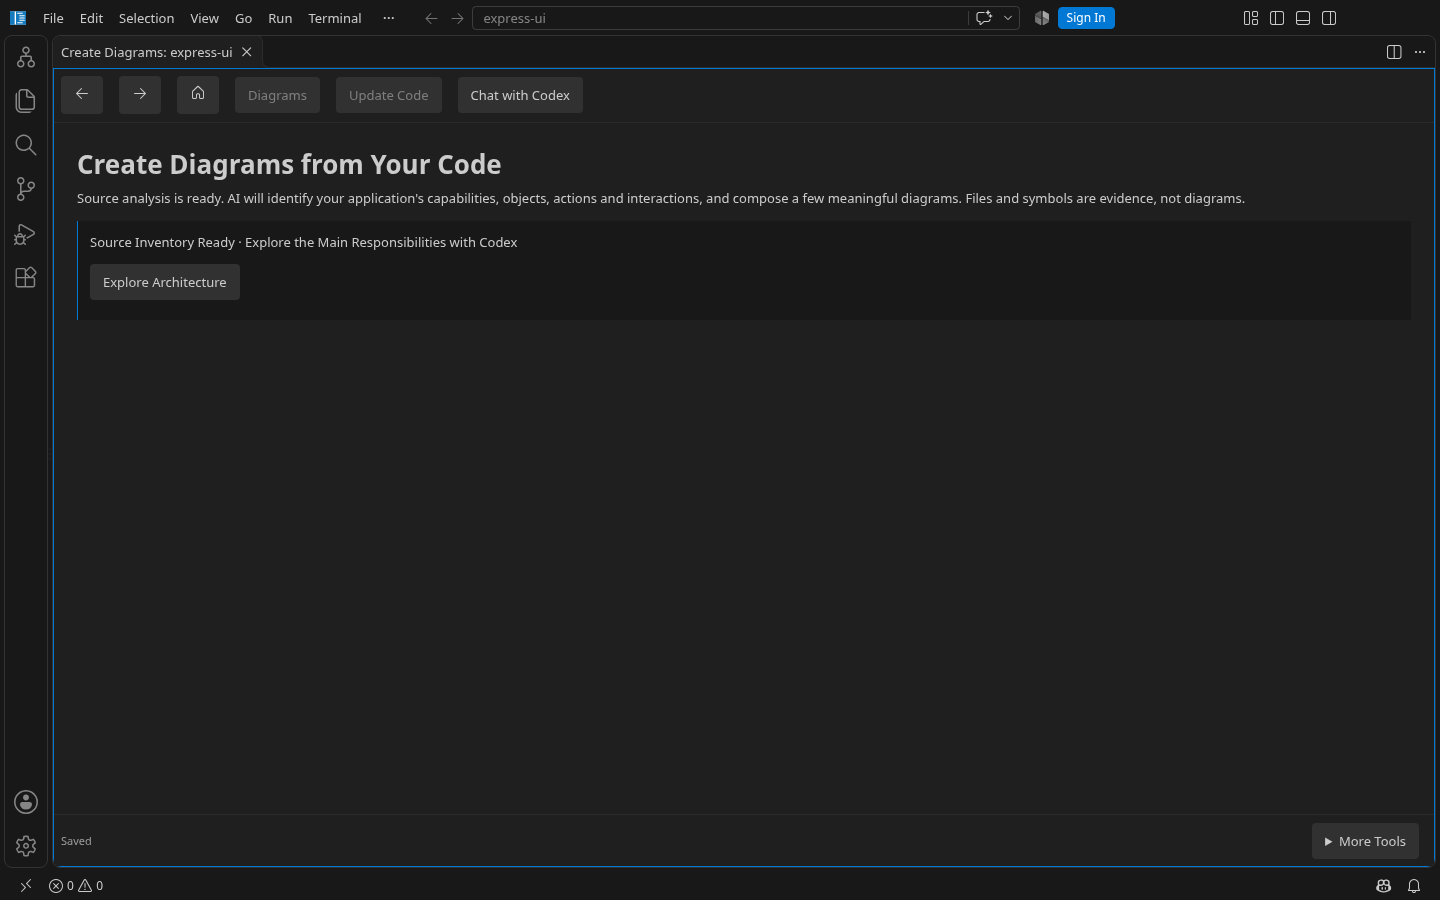 File Edit Selection View Go Run Terminal ···
express-ui
Sign In
Create Diagrams: express-ui
Diagrams
Update Code
Chat with Codex
Create Diagrams from Your Code
Source analysis is ready. AI will identify your application's capabilities, objects, actions and interactions, and compose a few meaningful diagrams. Files and symbols are evidence, not diagrams.
Source Inventory Ready · Explore the Main Responsibilities with Codex
Explore Architecture
Saved
More Tools
0 0